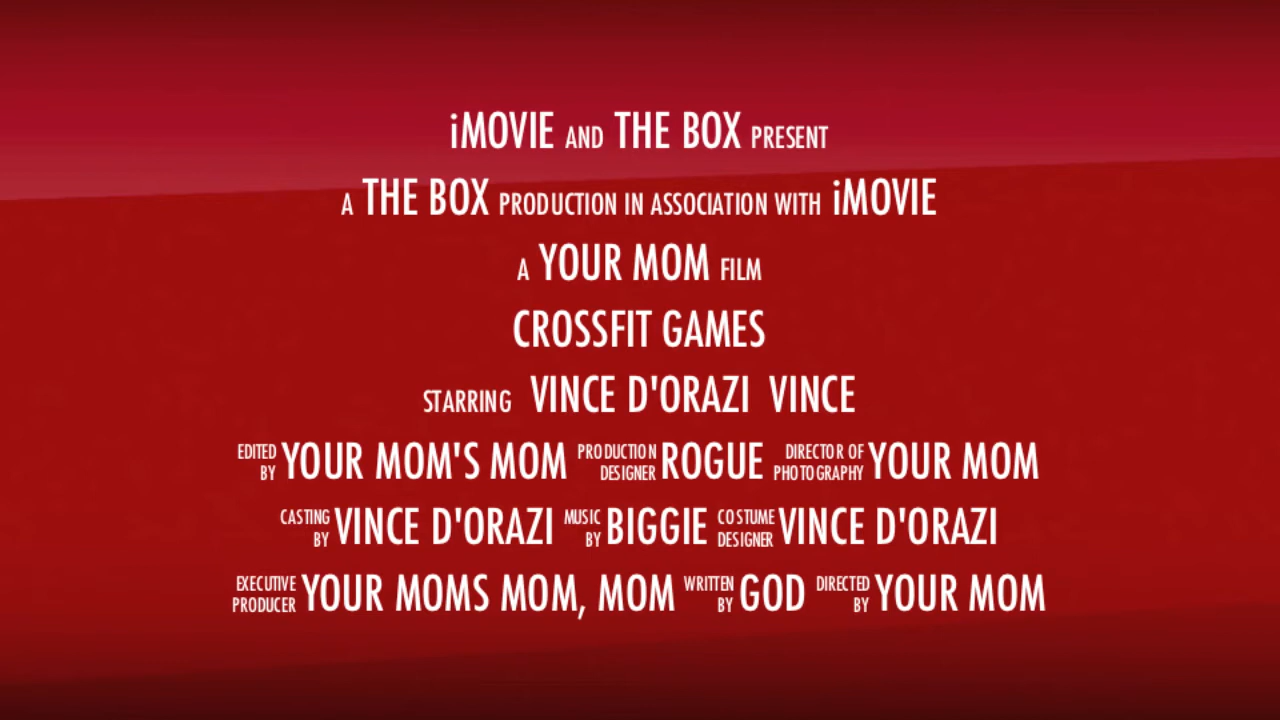 iMOVIE AND THE BOX PRESENT
A THE BOX PRODUCTION IN ASSOCIATION WITH iMOVIE
A YOUR MOM FILM
CROSSFIT GAMES
STARRING VINCE D'ORAZI VINCE
EDITED BY YOUR MOM'S MOM PRODUCTION DESIGNER ROGUE DIRECTOR OF PHOTOGRAPHY YOUR MOM
CASTING BY VINCE D'ORAZI MUSIC BY BIGGIE COSTUME DESIGNER VINCE D'ORAZI
EXECUTIVE PRODUCER YOUR MOMS MOM, MOM WRITTEN BY GOD DIRECTED BY YOUR MOM